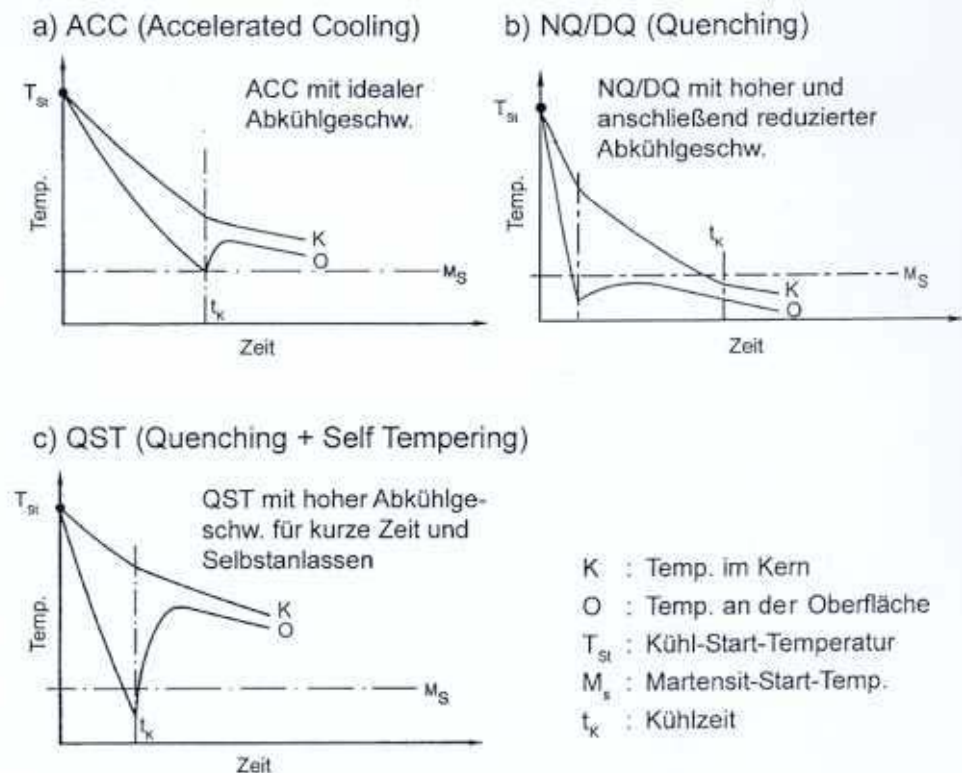 a) ACC (Accelerated Cooling)
T_St
ACC mit idealer
Abkühlgeschw.
Temp.
K
O
M_S
t_K
Zeit
b) NQ/DQ (Quenching)
T_St
NQ/DQ mit hoher und
anschließend reduzierter
Abkühlgeschw.
Temp.
t_K
M_S
K
O
Zeit
c) QST (Quenching + Self Tempering)
T_St
QST mit hoher Abkühlge-
schw. für kurze Zeit und
Selbstanlassen
Temp.
K
O
M_S
t_K
Zeit
K : Temp. im Kern
O : Temp. an der Oberfläche
T_St : Kühl-Start-Temperatur
M_s : Martensit-Start-Temp.
t_K : Kühlzeit